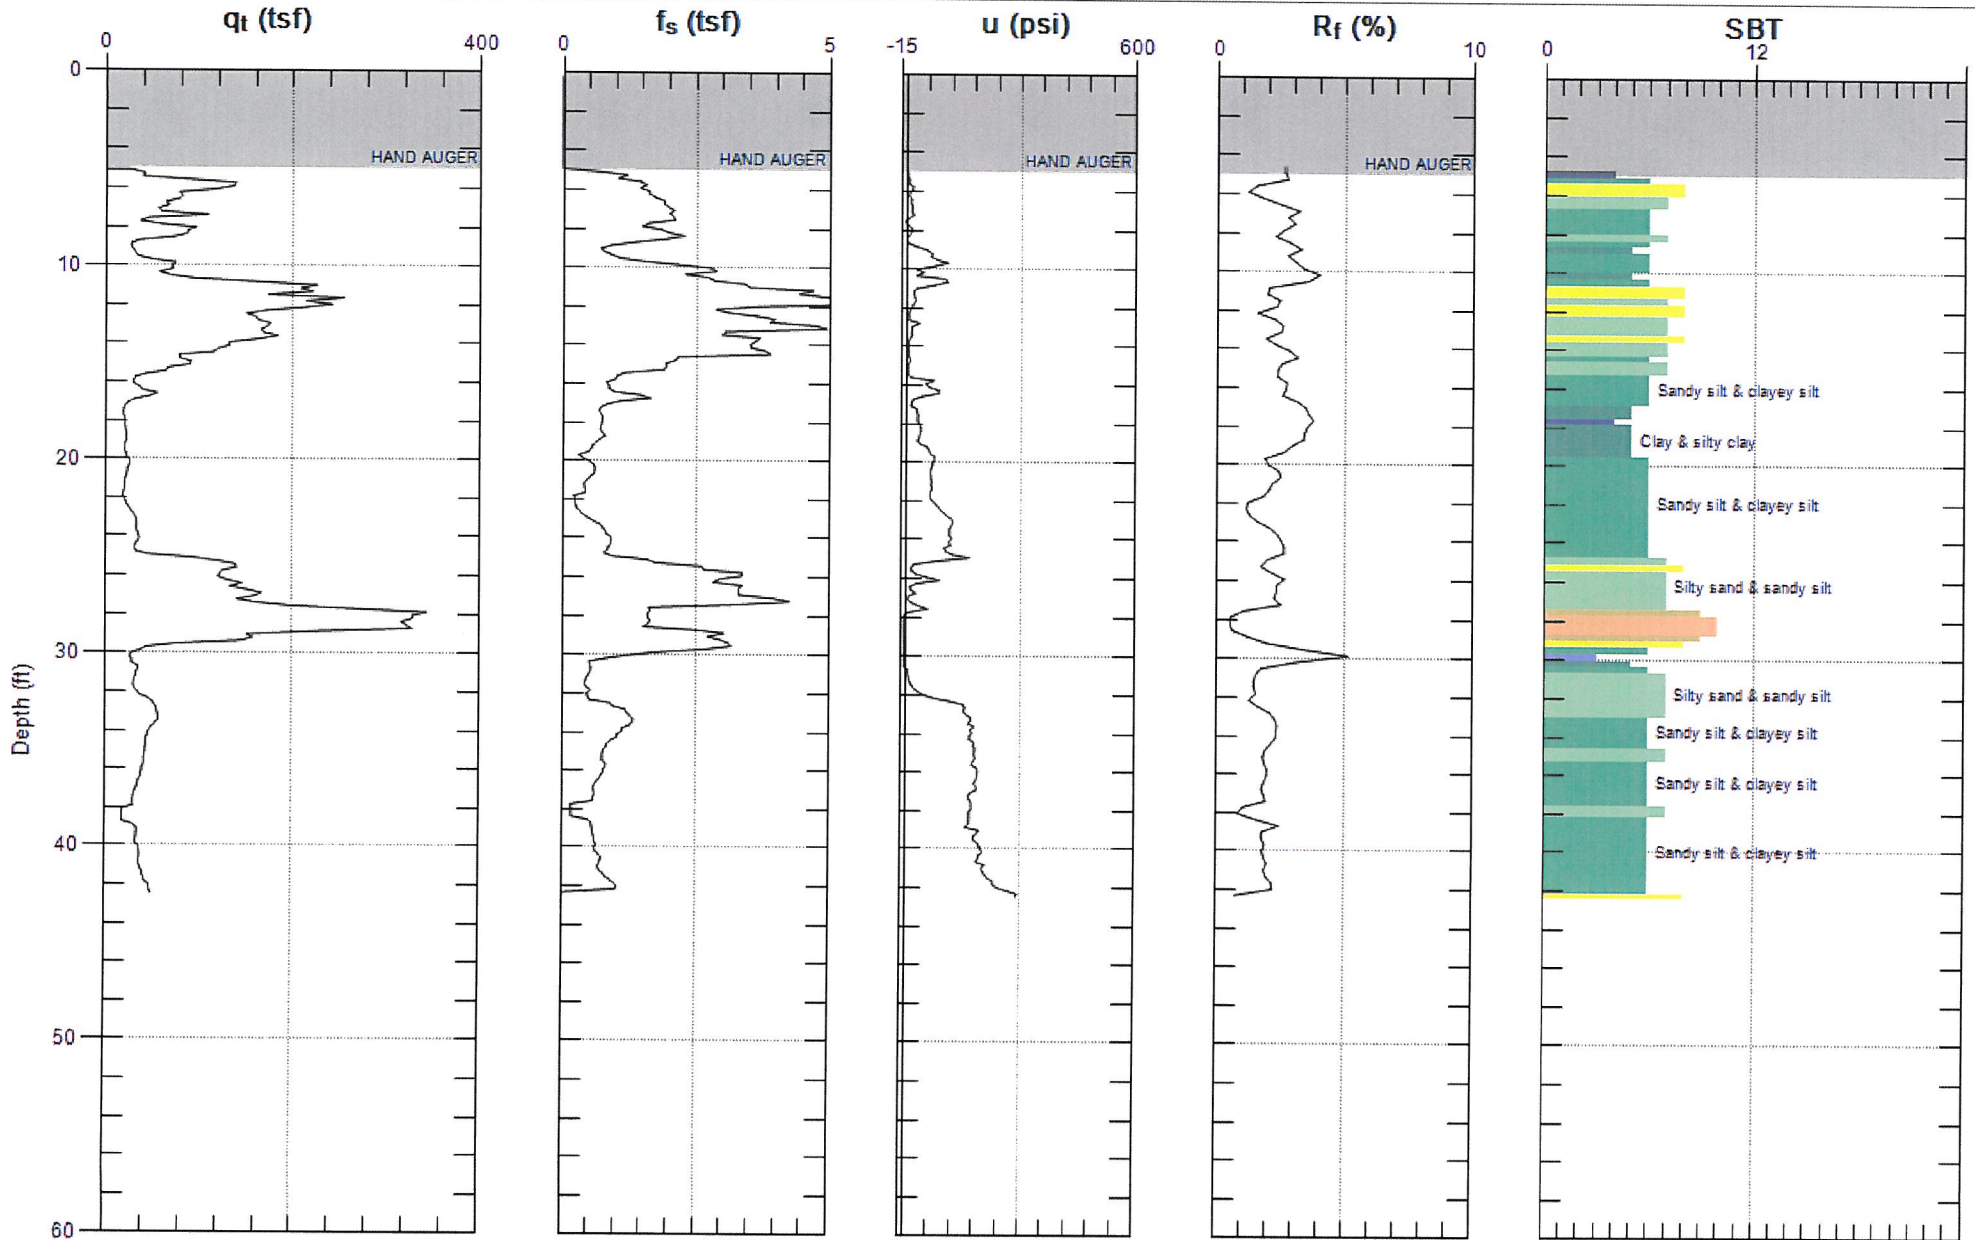 qt (tsf)
fs (tsf)
u (psi)
Rf (%)
SBT
0 400
0 5
-15 600
0 10
0 12
0
HAND AUGER
HAND AUGER
HAND AUGER
HAND AUGER
10
Sandy silt & clayey silt
Clay & silty clay
20
Sandy silt & clayey silt
Silty sand & sandy silt
30
Silty sand & sandy silt
Depth (ft)
Sandy silt & clayey silt
Sandy silt & clayey silt
40
Sandy silt & clayey silt
50
60